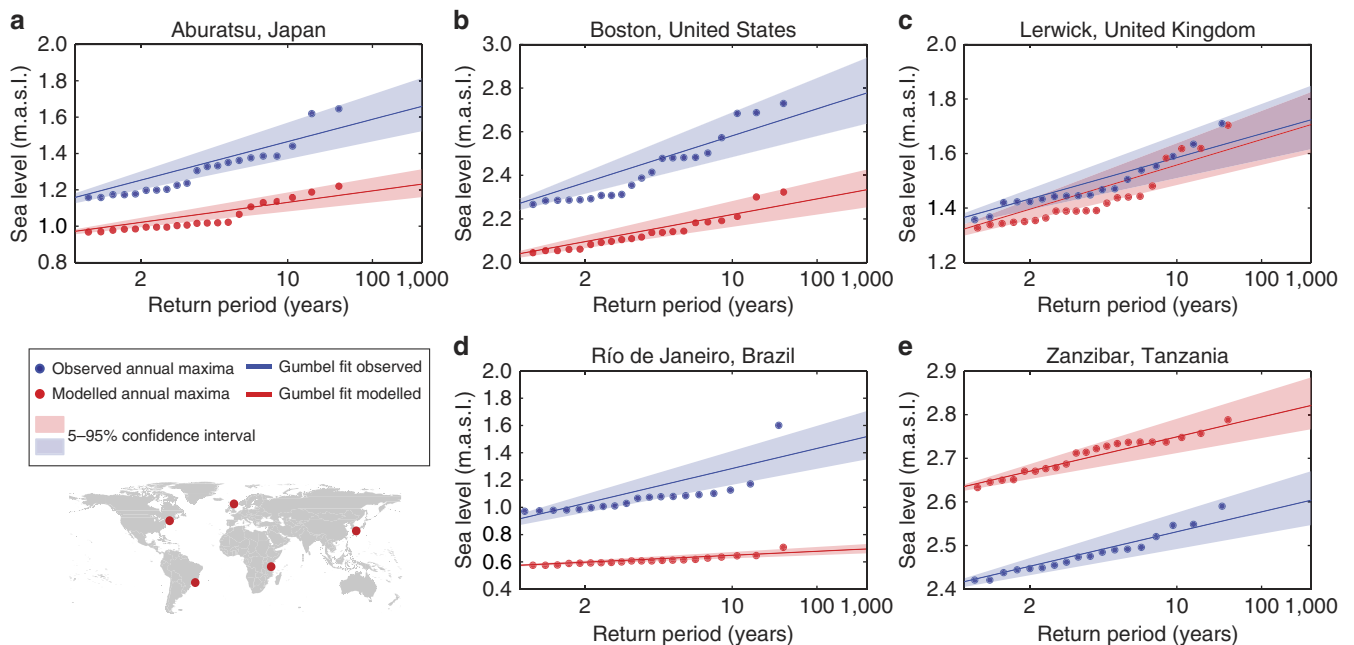 a
Aburatsu, Japan
2.0
1.8
1.6
1.4
1.2
1.0
0.8
Sea level (m.a.s.l.)
2 10 100 1,000
Return period (years)
b
Boston, United States
3.0
2.8
2.6
2.4
2.2
2.0
Sea level (m.a.s.l.)
2 10 100 1,000
Return period (years)
c
Lerwick, United Kingdom
2.0
1.8
1.6
1.4
1.2
Sea level (m.a.s.l.)
2 10 100 1,000
Return period (years)
Observed annual maxima Gumbel fit observed
Modelled annual maxima Gumbel fit modelled
5–95% confidence interval
d
Río de Janeiro, Brazil
2.0
1.8
1.6
1.4
1.2
1.0
0.8
0.6
0.4
Sea level (m.a.s.l.)
2 10 100 1,000
Return period (years)
e
Zanzibar, Tanzania
2.9
2.8
2.7
2.6
2.5
2.4
Sea level (m.a.s.l.)
2 10 100 1,000
Return period (years)